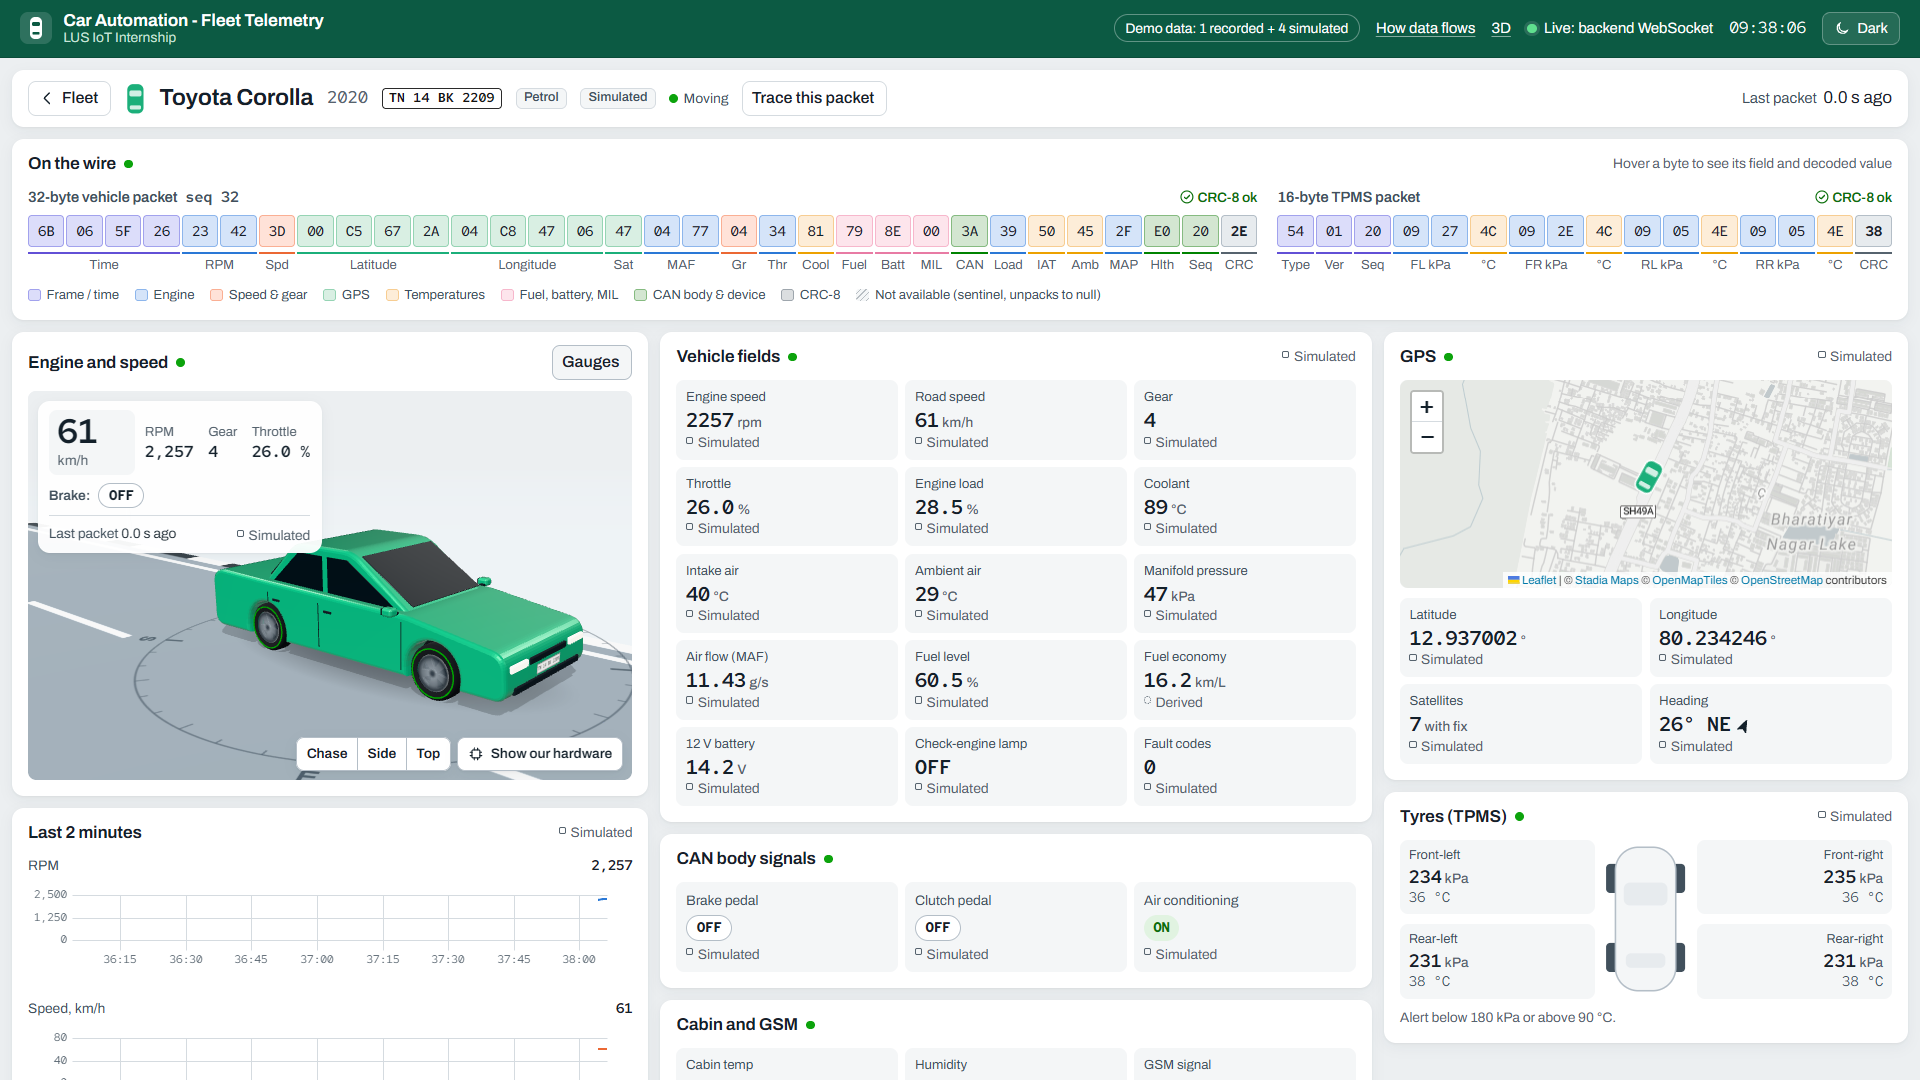 Car Automation - Fleet Telemetry
LUS IoT Internship
Demo data: 1 recorded + 4 simulated
How data flows
3D
Live: backend WebSocket
09:38:06
Dark
Fleet
Toyota Corolla
2020
TN 14 BK 2209
Petrol
Simulated
Moving
Trace this packet
Last packet 0.0 s ago
On the wire
Hover a byte to see its field and decoded value
32-byte vehicle packet seq 32
CRC-8 ok
6B 06 5F 26 23 42 3D 00 C5 67 2A 04 C8 47 06 47 04 77 04 34 81 79 8E 00 3A 39 50 45 2F E0 20 2E
Time RPM Spd Latitude Longitude Sat MAF Gr Thr Cool Fuel Batt MIL CAN Load IAT Amb MAP Hlth Seq CRC
16-byte TPMS packet
CRC-8 ok
54 01 20 09 27 4C 09 2E 4C 09 05 4E 09 05 4E 38
Type Ver Seq FL kPa °C FR kPa °C RL kPa °C RR kPa °C CRC
Frame / time
Engine
Speed & gear
GPS
Temperatures
Fuel, battery, MIL
CAN body & device
CRC-8
Not available (sentinel, unpacks to null)
Engine and speed
Gauges
61
km/h
RPM
2,257
Gear
4
Throttle
26.0 %
Brake: OFF
Last packet 0.0 s ago
Simulated
S
E
Chase
Side
Top
Show our hardware
Last 2 minutes
Simulated
RPM
2,257
2,500
1,250
0
36:15 36:30 36:45 37:00 37:15 37:30 37:45 38:00
Speed, km/h
61
80
40
Vehicle fields
Simulated
Engine speed
2257 rpm
Simulated
Road speed
61 km/h
Simulated
Gear
4
Simulated
Throttle
26.0 %
Simulated
Engine load
28.5 %
Simulated
Coolant
89 °C
Simulated
Intake air
40 °C
Simulated
Ambient air
29 °C
Simulated
Manifold pressure
47 kPa
Simulated
Air flow (MAF)
11.43 g/s
Simulated
Fuel level
60.5 %
Simulated
Fuel economy
16.2 km/L
Derived
12 V battery
14.2 V
Simulated
Check-engine lamp
OFF
Simulated
Fault codes
0
Simulated
CAN body signals
Brake pedal
OFF
Simulated
Clutch pedal
OFF
Simulated
Air conditioning
ON
Simulated
Cabin and GSM
Cabin temp
Humidity
GSM signal
GPS
Simulated
+
−
SH49A
Bharatiyar
Nagar Lake
Leaflet | © Stadia Maps © OpenMapTiles © OpenStreetMap contributors
Latitude
12.937002°
Simulated
Longitude
80.234246°
Simulated
Satellites
7 with fix
Simulated
Heading
26° NE
Simulated
Tyres (TPMS)
Simulated
Front-left
234 kPa
36 °C
Front-right
235 kPa
36 °C
Rear-left
231 kPa
38 °C
Rear-right
231 kPa
38 °C
Alert below 180 kPa or above 90 °C.